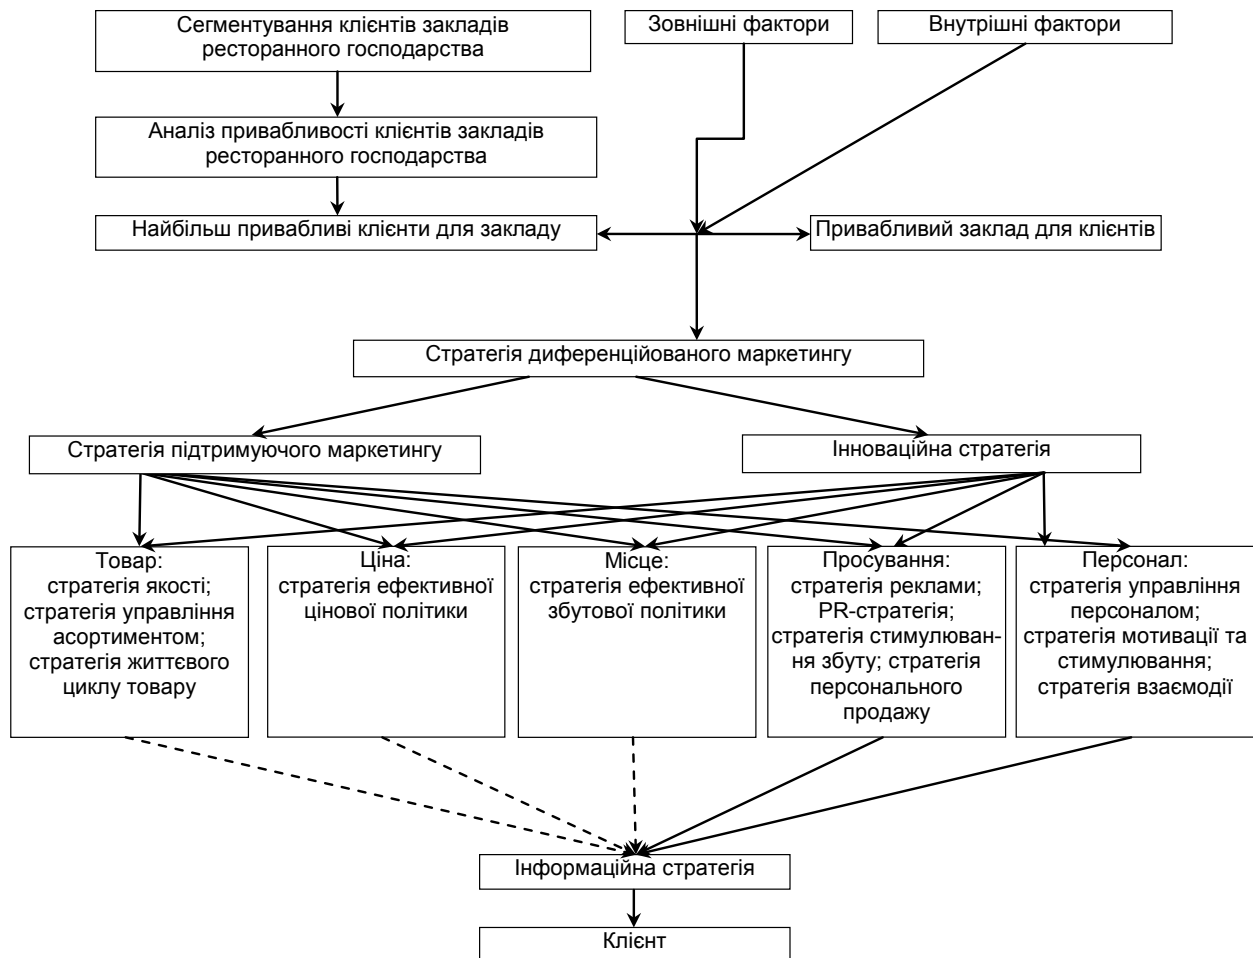 Сегментування клієнтів закладів
ресторанного господарства
Зовнішні фактори
Внутрішні фактори
Аналіз привабливості клієнтів закладів
ресторанного господарства
Найбільш привабливі клієнти для закладу
Привабливий заклад для клієнтів
Стратегія диференційованого маркетингу
Стратегія підтримуючого маркетингу
Інноваційна стратегія
Товар:
стратегія якості;
стратегія управління
асортиментом;
стратегія життєвого
циклу товару
Ціна:
стратегія ефективної
цінової політики
Місце:
стратегія ефективної
збутової політики
Просування:
стратегія реклами;
PR-стратегія;
стратегія стимулюван-
ня збуту; стратегія
персонального
продажу
Персонал:
стратегія управління
персоналом;
стратегія мотивації та
стимулювання;
стратегія взаємодії
Інформаційна стратегія
Клієнт